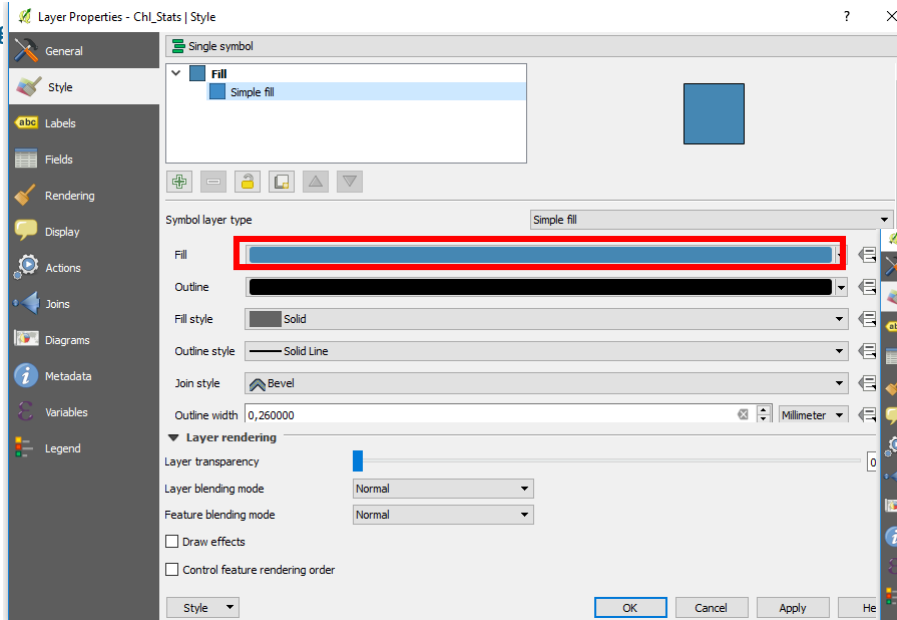 Layer Properties - Chl_Stats | Style ?
General
Style
abc Labels
Fields
Rendering
Display
Actions
Joins
Diagrams
Metadata
Variables
Legend
Single symbol
Fill
Simple fill
Symbol layer type Simple fill
Fill
Outline
Fill style Solid
Outline style Solid Line
Join style Bevel
Outline width 0,260000 Millimeter
Layer rendering
Layer transparency 0
Layer blending mode Normal
Feature blending mode Normal
Draw effects
Control feature rendering order
Style OK Cancel Apply He